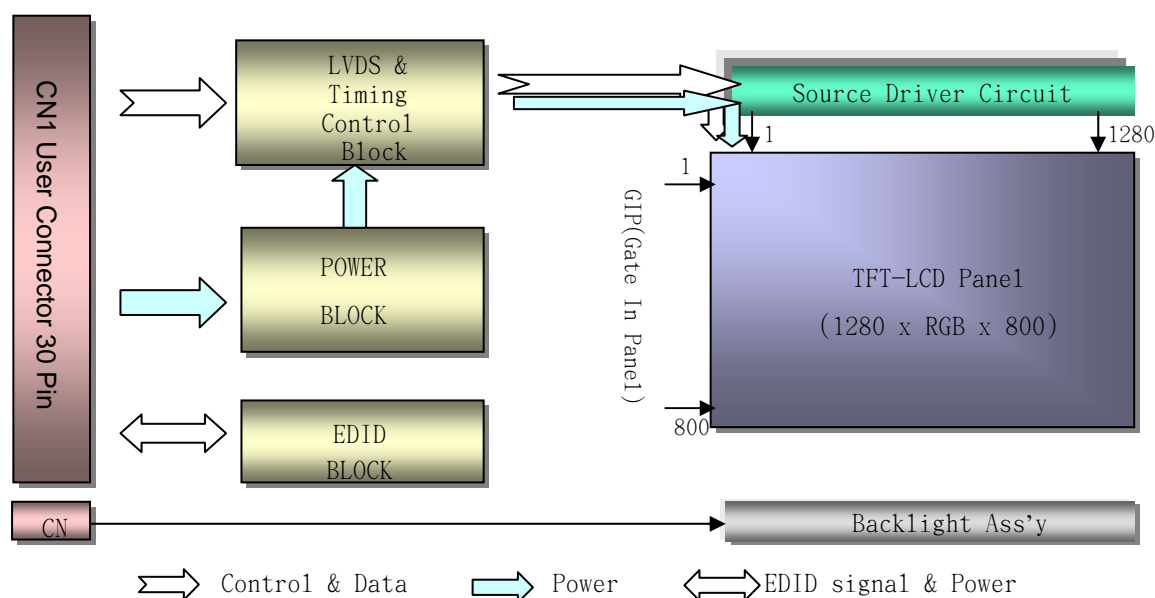 CN1 User Connector 30 Pin
LVDS &
Timing
Control
Block
Source Driver Circuit
1
1280
1
GIP(Gate In Panel)
800
POWER
BLOCK
TFT-LCD Panel
(1280 x RGB x 800)
EDID
BLOCK
CN
Backlight Ass'y
Control & Data
Power
EDID signal & Power